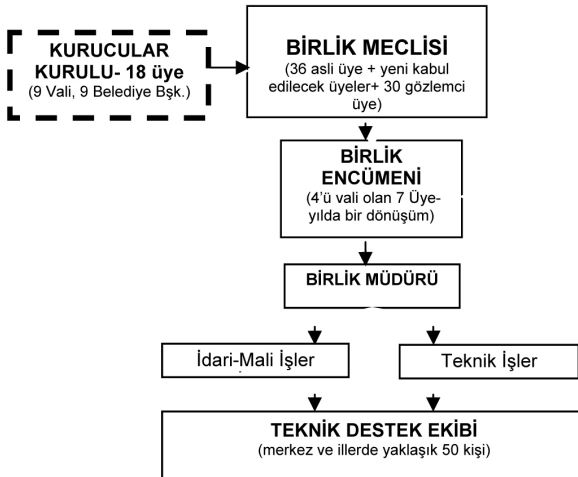 KURUCULAR
KURULU- 18 üye
(9 Vali, 9 Belediye Bşk.)
BİRLİK MECLİSİ
(36 asli üye + yeni kabul
edilecek üyeler+ 30 gözlemci
üye)
BİRLİK
ENCÜMENİ
(4'ü vali olan 7 Üye-
yılda bir dönüşüm)
BİRLİK MÜDÜRÜ
İdari-Mali İşler
Teknik İşler
TEKNİK DESTEK EKİBİ
(merkez ve illerde yaklaşık 50 kişi)